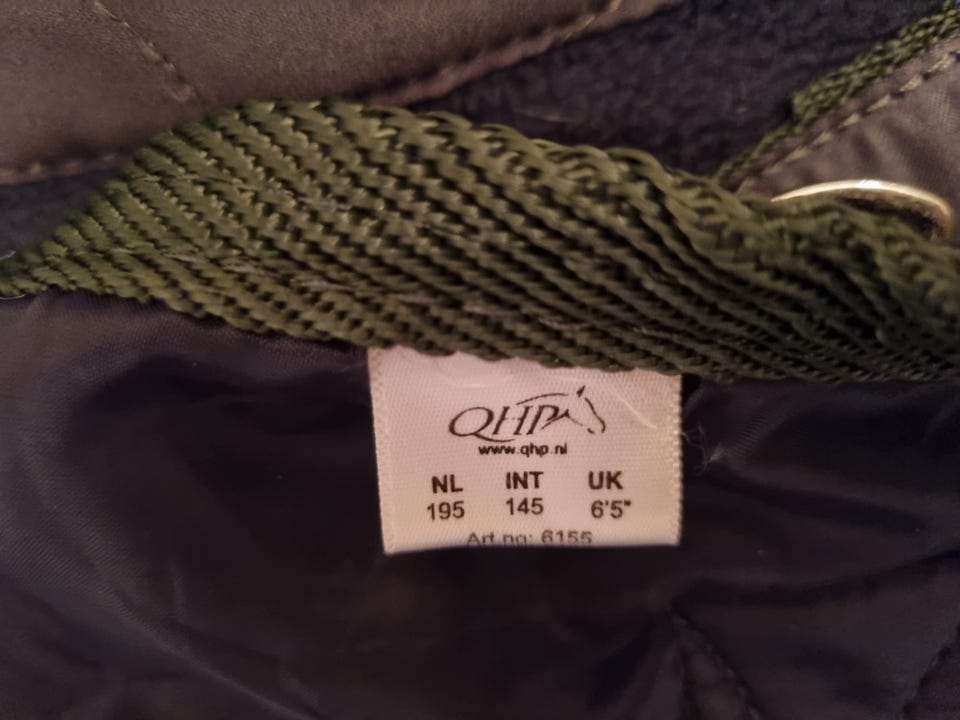 QHP
www.qhp.nl
NL INT UK
195 145 6'5"
Art.no: 6155